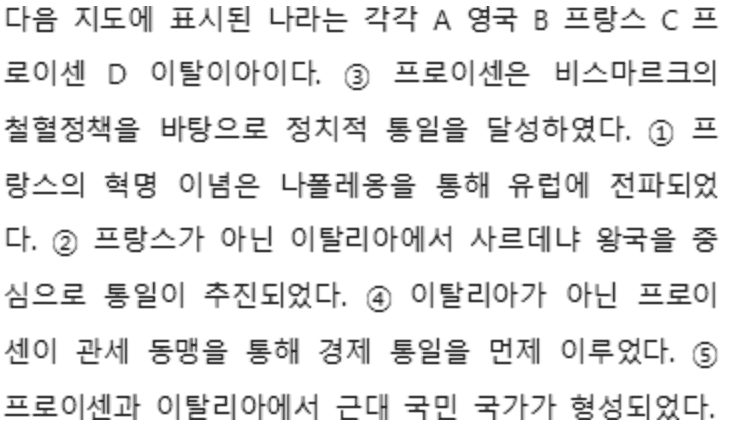 다음 지도에 표시된 나라는 각각 A 영국 B 프랑스 C 프
로이센 D 이탈이아이다. ③ 프로이센은 비스마르크의
철혈정책을 바탕으로 정치적 통일을 달성하였다. ① 프
랑스의 혁명 이념은 나폴레옹을 통해 유럽에 전파되었
다. ② 프랑스가 아닌 이탈리아에서 사르데냐 왕국을 중
심으로 통일이 추진되었다. ④ 이탈리아가 아닌 프로이
센이 관세 동맹을 통해 경제 통일을 먼제 이루었다. ⑤
프로이센과 이탈리아에서 근대 국민 국가가 형성되었다.